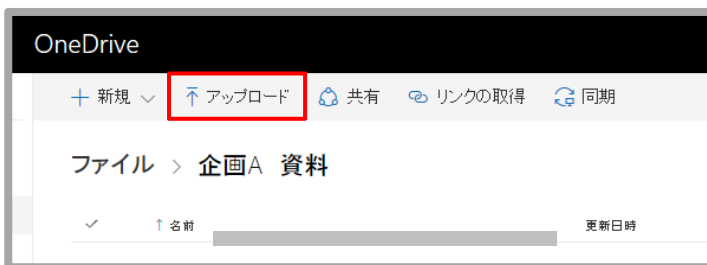 OneDrive
新規 アップロード 共有 リンクの取得 同期
ファイル > 企画A 資料
↑ 名前 更新日時